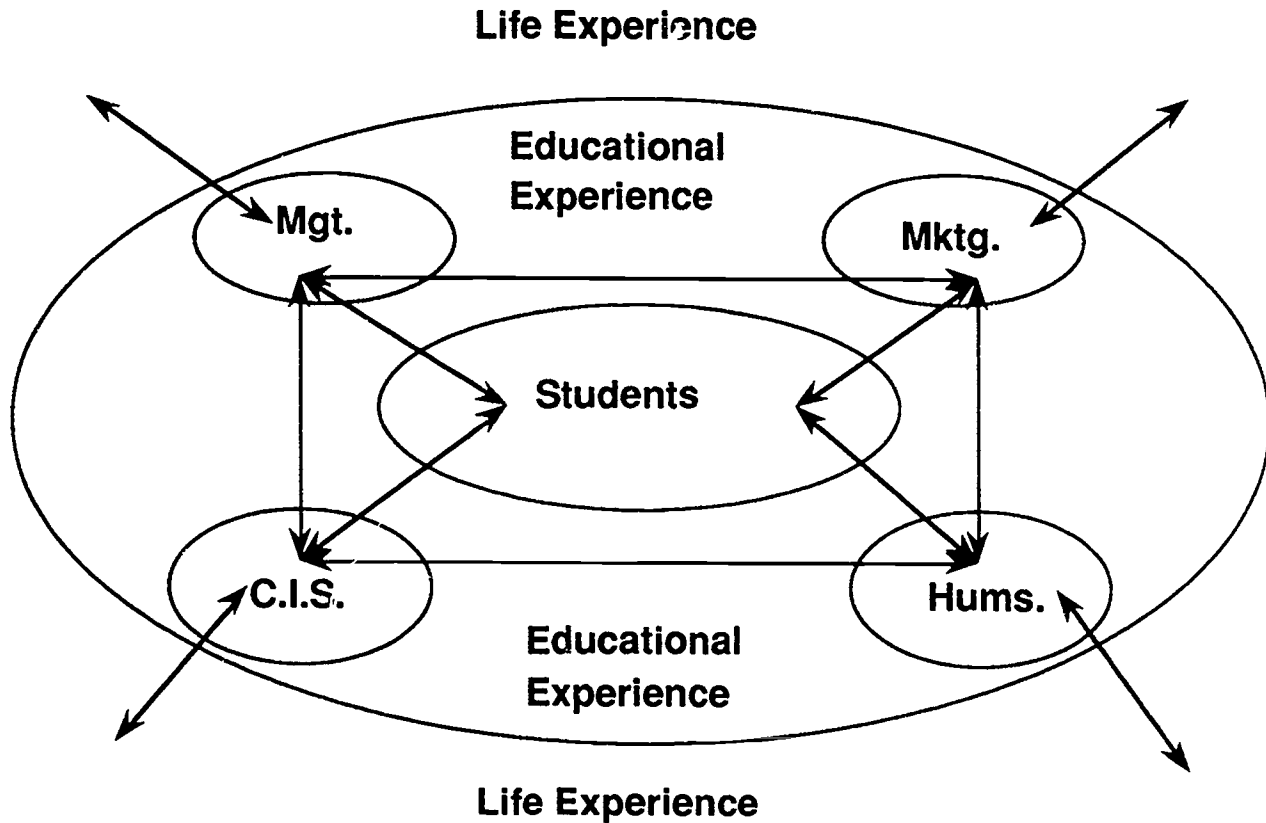 Life Experience
Educational
Experience
Mgt.
Mktg.
Students
C.I.S.
Hums.
Educational
Experience
Life Experience